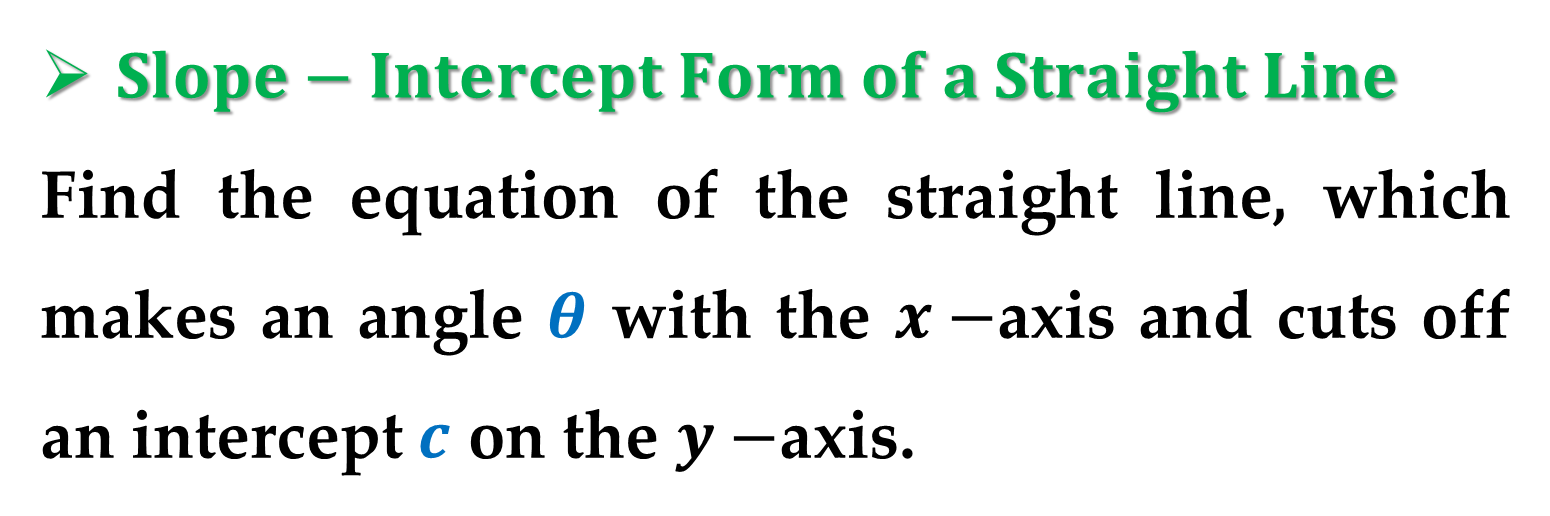 ➢ Slope − Intercept Form of a Straight Line
Find the equation of the straight line, which
makes an angle θ with the x −axis and cuts off
an intercept c on the y −axis.